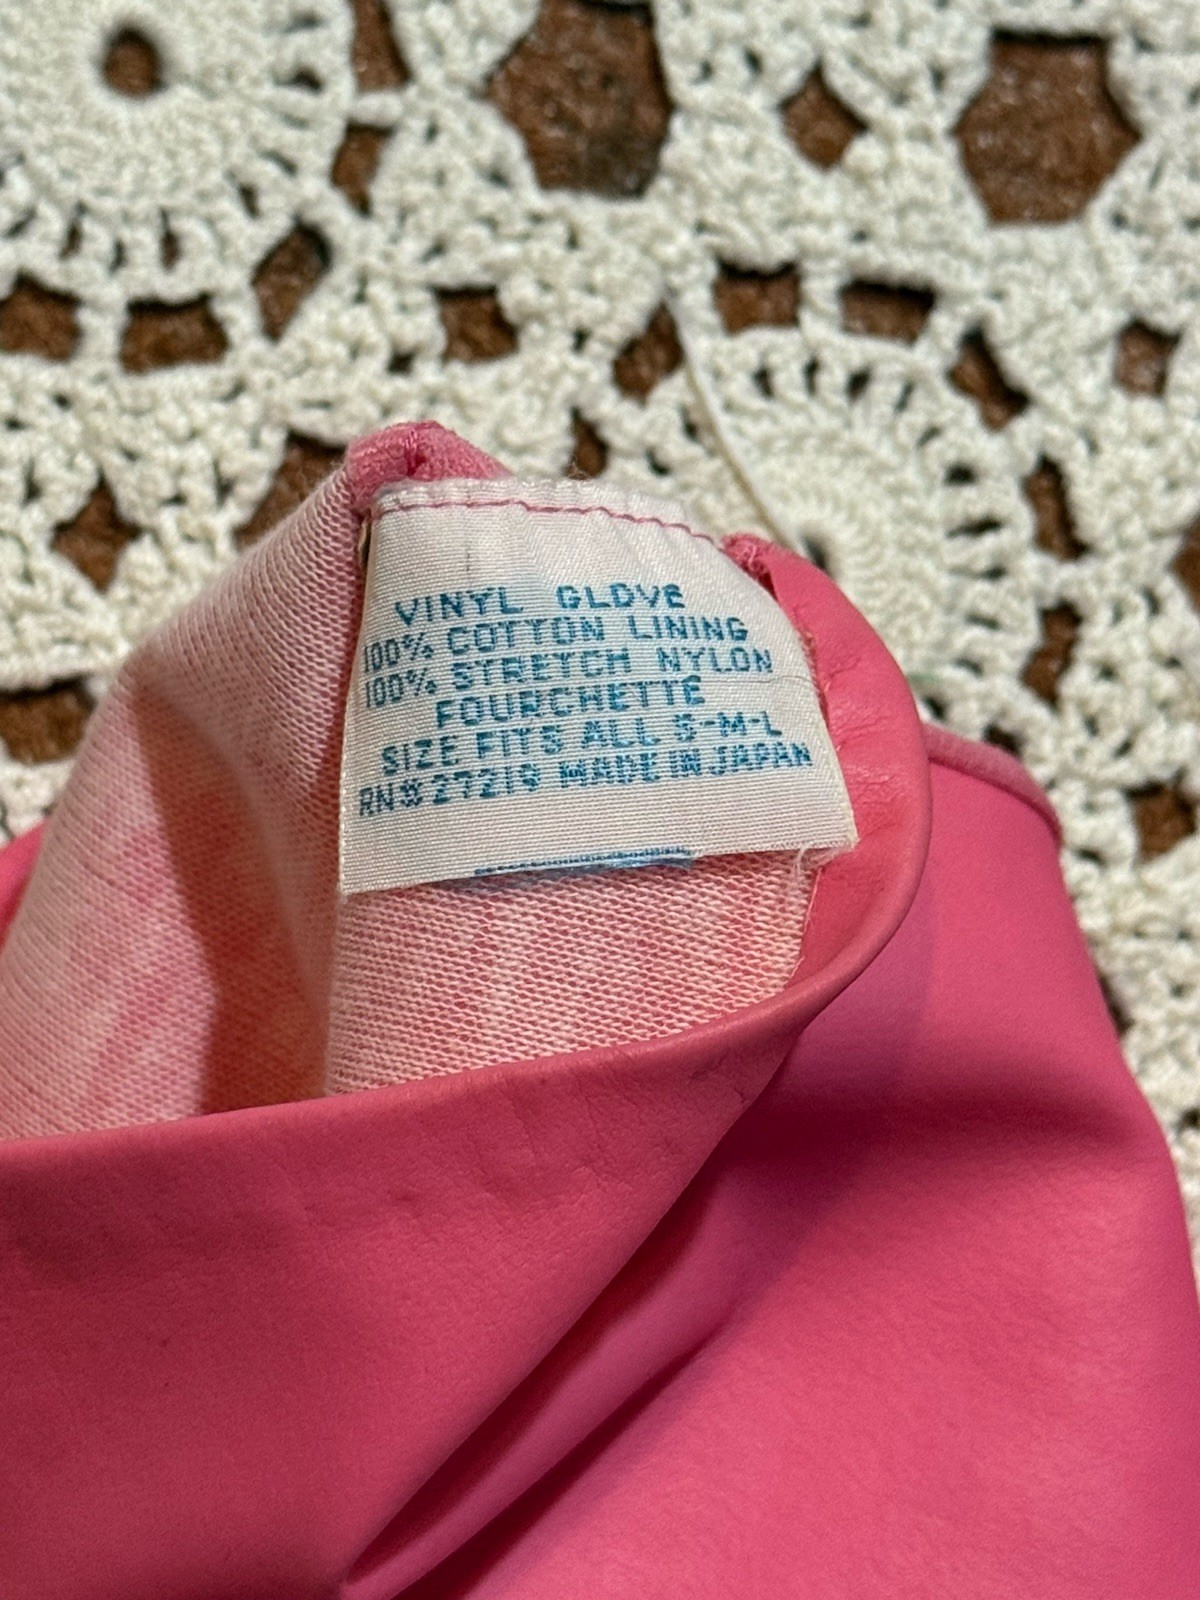 VINYL GLOVE
100% COTTON LINING
100% STRETCH NYLON
FOURCHETTE
SIZE FITS ALL S-M-L
RN# 27219 MADE IN JAPAN